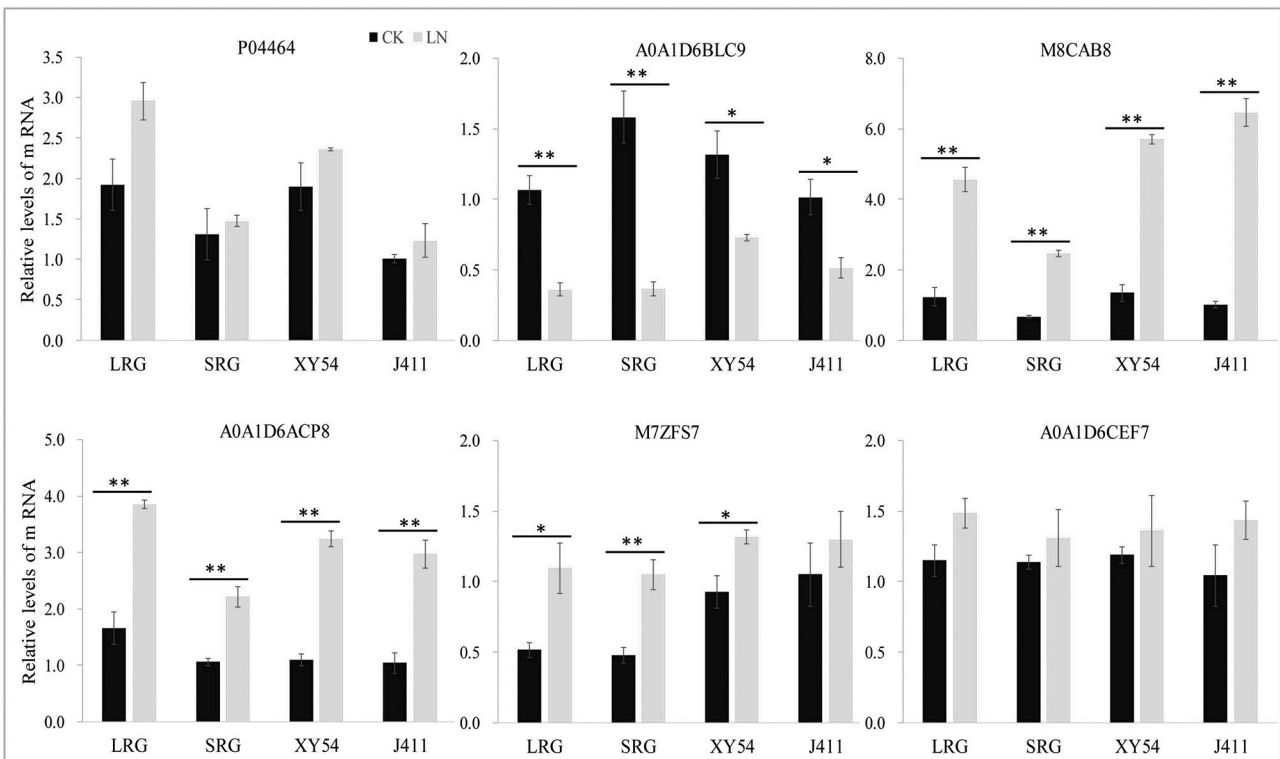 P04464
CK LN
Relative levels of m RNA
3.5
3.0
2.5
2.0
1.5
1.0
0.5
0.0
LRG SRG XY54 J411
A0A1D6BLC9
2.0
1.5
1.0
0.5
0.0
** ** * *
LRG SRG XY54 J411
M8CAB8
8.0
6.0
4.0
2.0
0.0
** ** ** **
LRG SRG XY54 J411
A0A1D6ACP8
Relative levels of m RNA
5.0
4.0
3.0
2.0
1.0
0.0
** ** ** **
LRG SRG XY54 J411
M7ZFS7
2.0
1.5
1.0
0.5
0.0
* ** *
LRG SRG XY54 J411
A0A1D6CEF7
2.0
1.5
1.0
0.5
0.0
LRG SRG XY54 J411